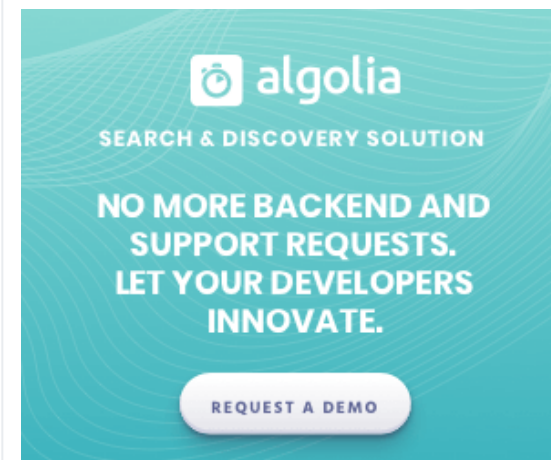 algolia
SEARCH & DISCOVERY SOLUTION
NO MORE BACKEND AND
SUPPORT REQUESTS.
LET YOUR DEVELOPERS
INNOVATE.
REQUEST A DEMO